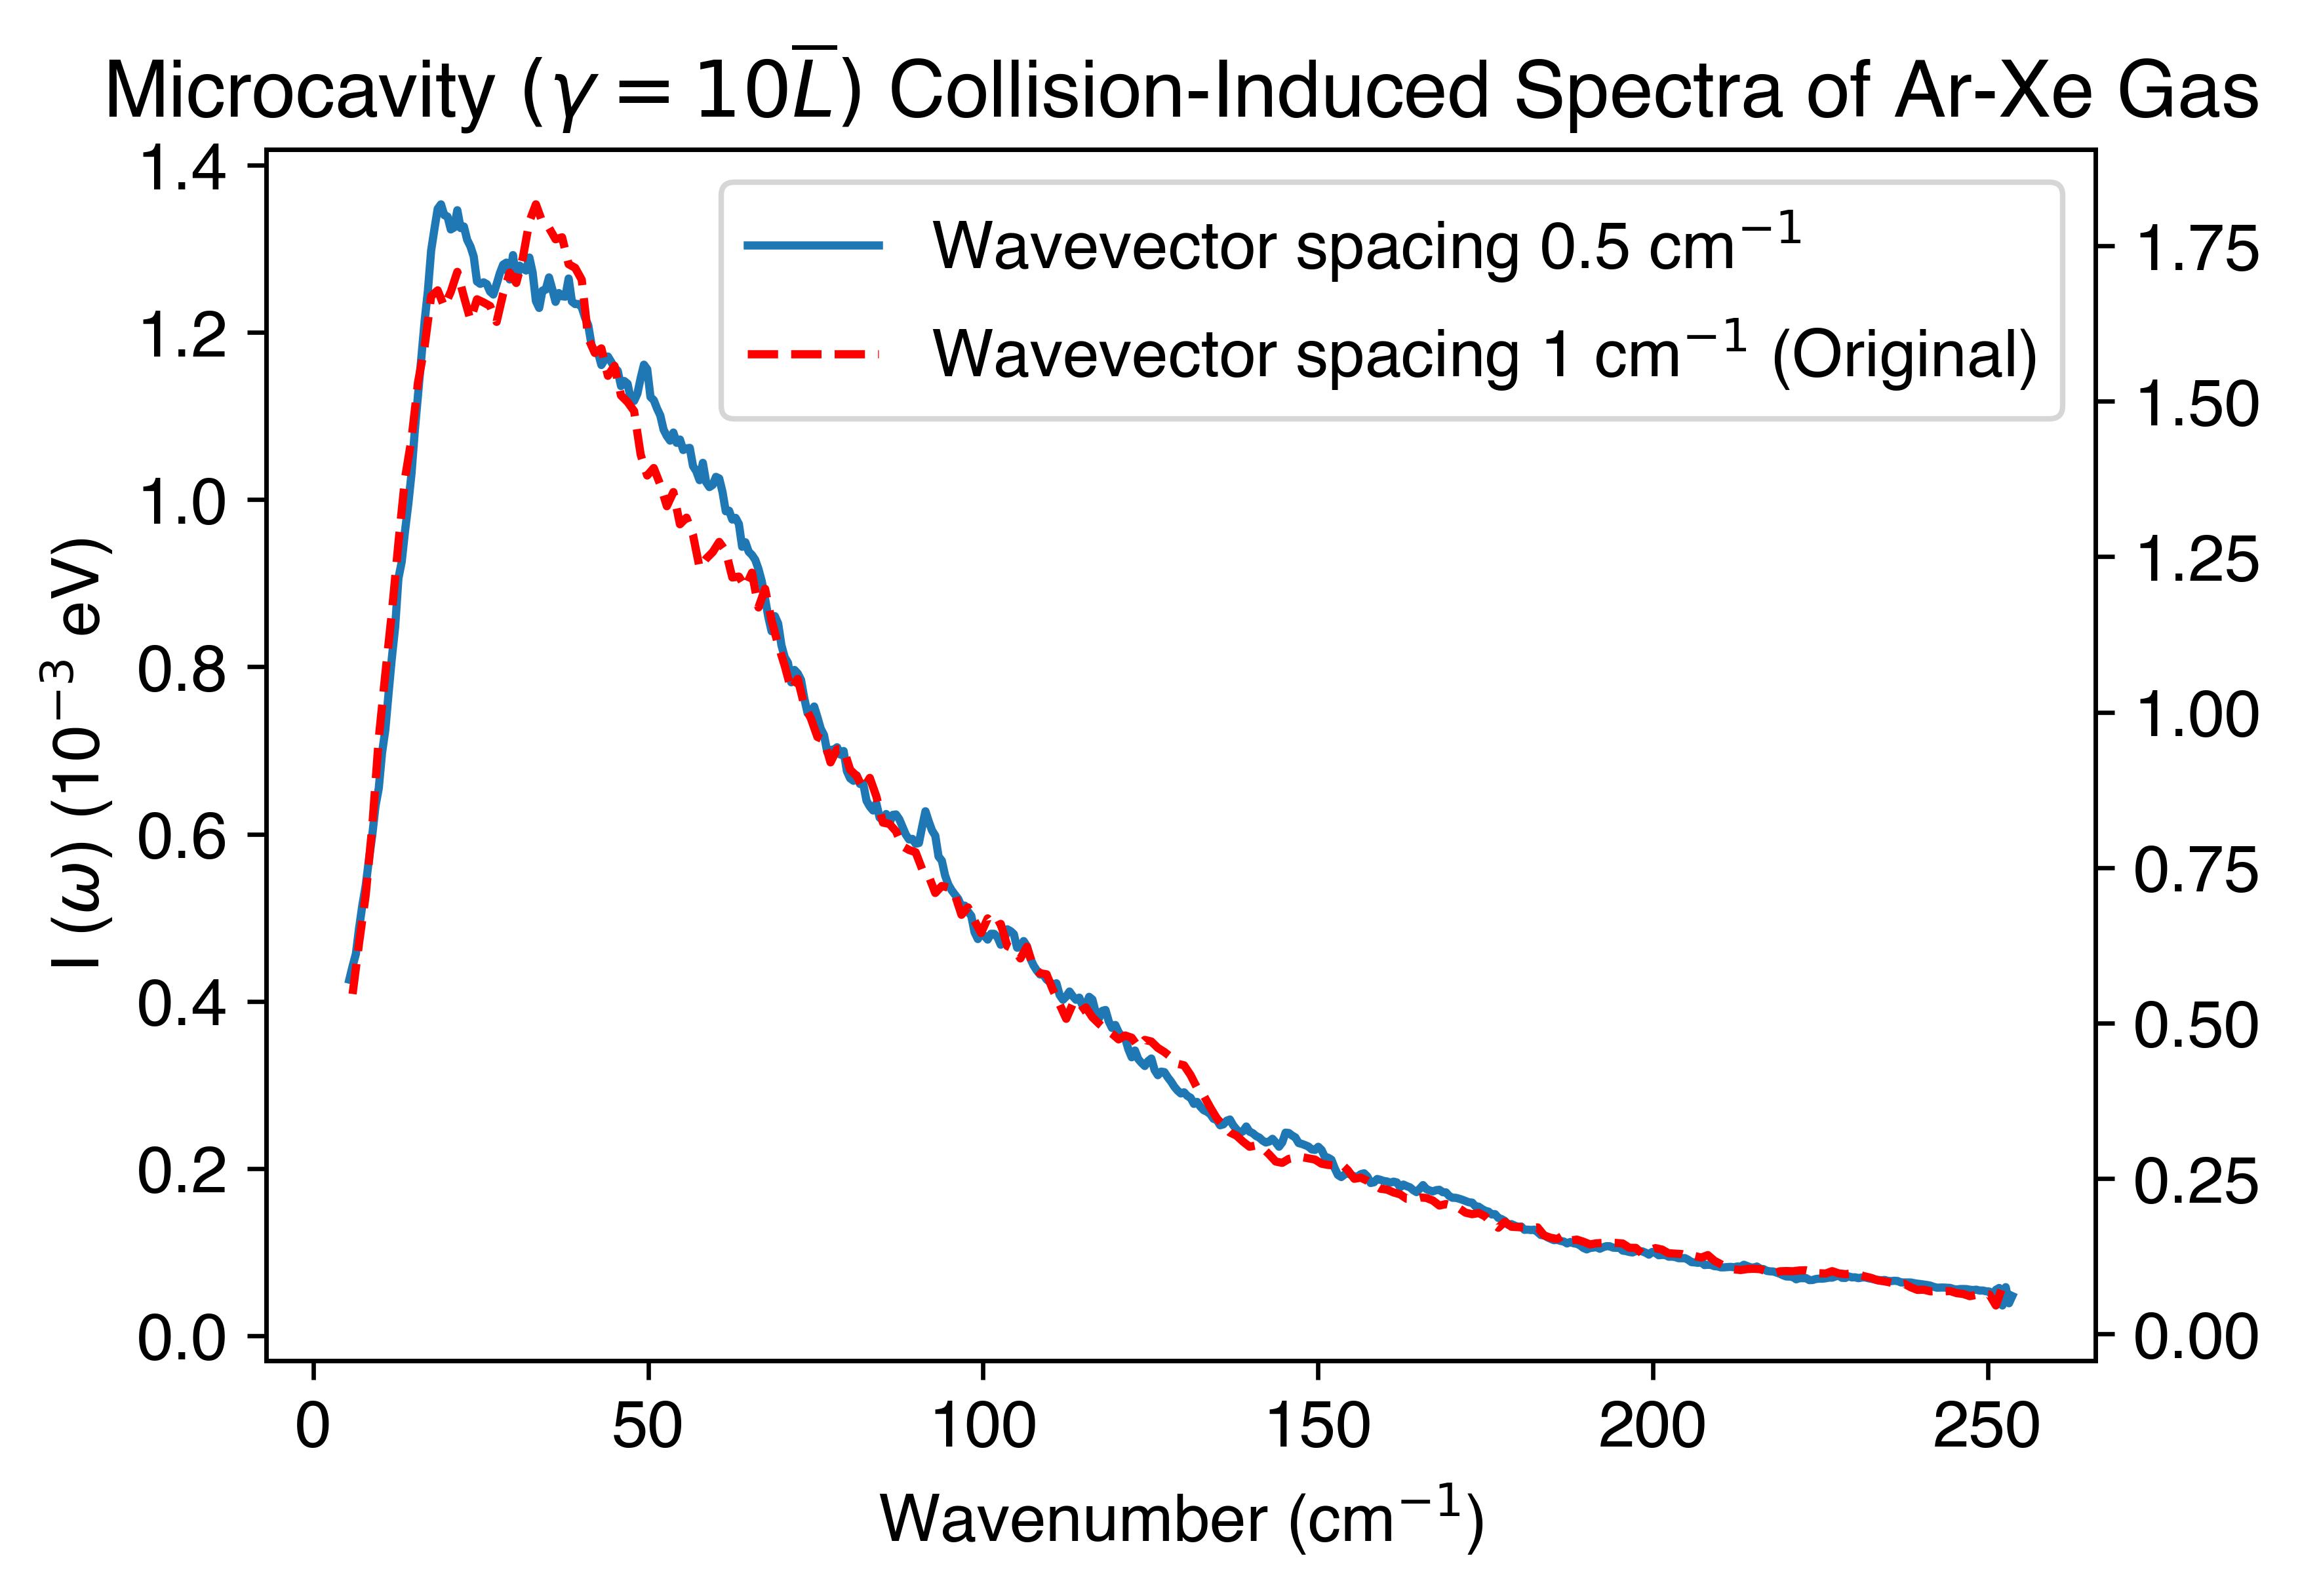 Microcavity (γ = 10L̅) Collision-Induced Spectra of Ar-Xe Gas
Wavevector spacing 0.5 cm⁻¹
Wavevector spacing 1 cm⁻¹ (Original)
I (ω) (10⁻³ eV)
1.4
1.2
1.0
0.8
0.6
0.4
0.2
0.0
1.75
1.50
1.25
1.00
0.75
0.50
0.25
0.00
0 50 100 150 200 250
Wavenumber (cm⁻¹)